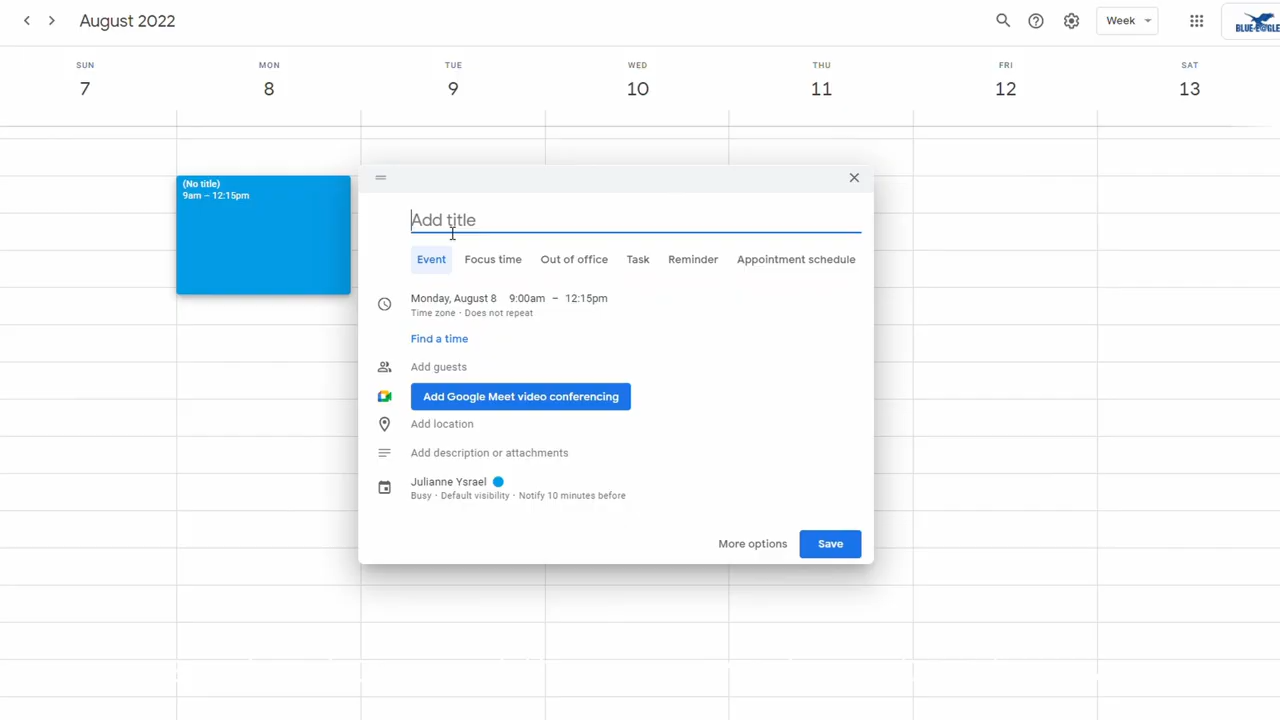 August 2022
Week
BLUE-E@GLE
SUN MON TUE WED THU FRI SAT
7 8 9 10 11 12 13
(No title)
9am – 12:15pm
Add title
Event Focus time Out of office Task Reminder Appointment schedule
Monday, August 8 9:00am – 12:15pm
Time zone · Does not repeat
Find a time
Add guests
Add Google Meet video conferencing
Add location
Add description or attachments
Julianne Ysrael
Busy · Default visibility · Notify 10 minutes before
More options Save